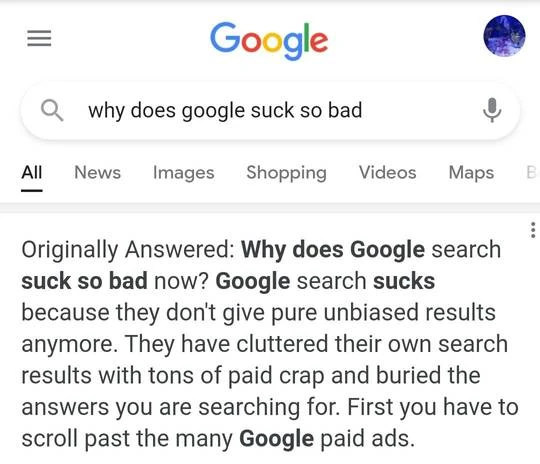 Google
why does google suck so bad
All News Images Shopping Videos Maps B
Originally Answered: Why does Google search
suck so bad now? Google search sucks
because they don't give pure unbiased results
anymore. They have cluttered their own search
results with tons of paid crap and buried the
answers you are searching for. First you have to
scroll past the many Google paid ads.